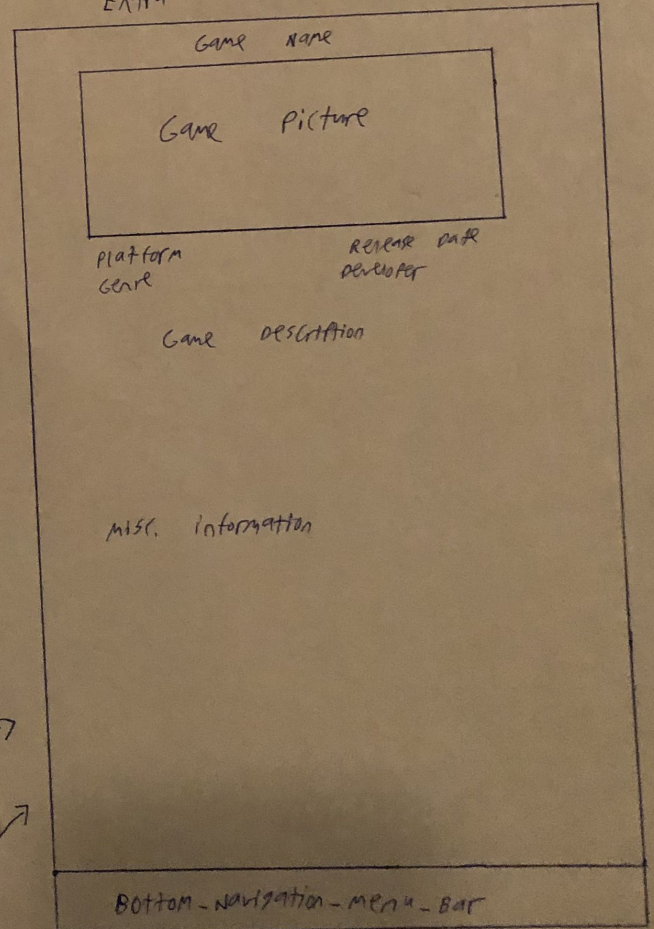 Game Name
Game Picture
Platform Release Date
Genre Developer
Game Description
Misc. Information
Bottom_Navigation_Menu_Bar